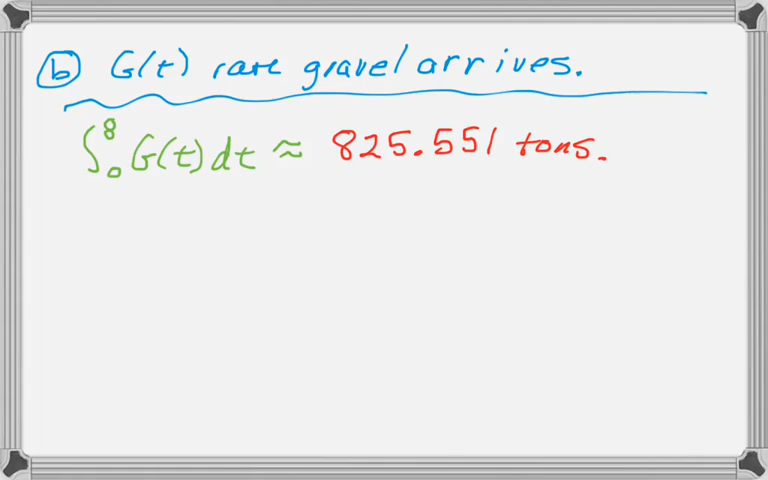 (b) G(t) rate gravel arrives.
∫₀⁸ G(t) dt ≈ 825.551 tons.